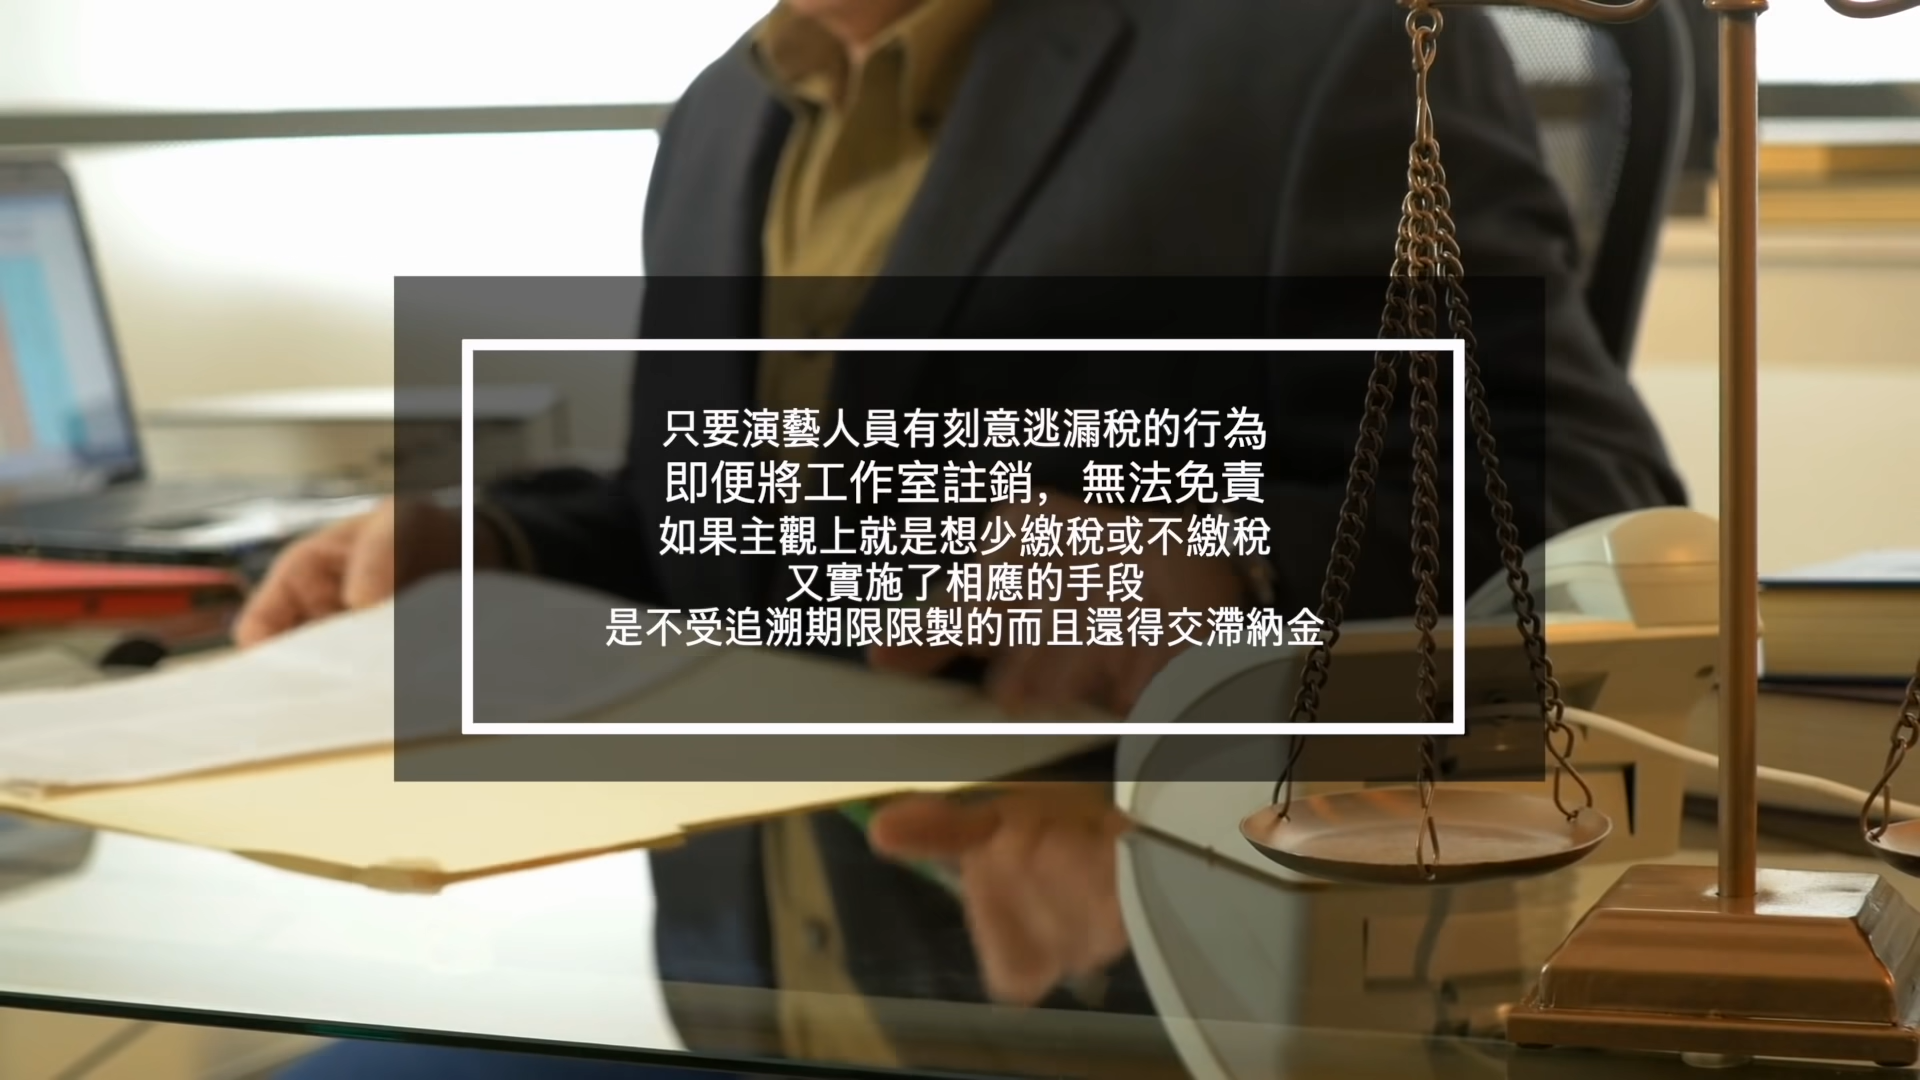 只要演藝人員有刻意逃漏稅的行為
即便將工作室註銷，無法免責
如果主觀上就是想少繳稅或不繳稅
又實施了相應的手段
是不受追溯期限限製的而且還得交滯納金